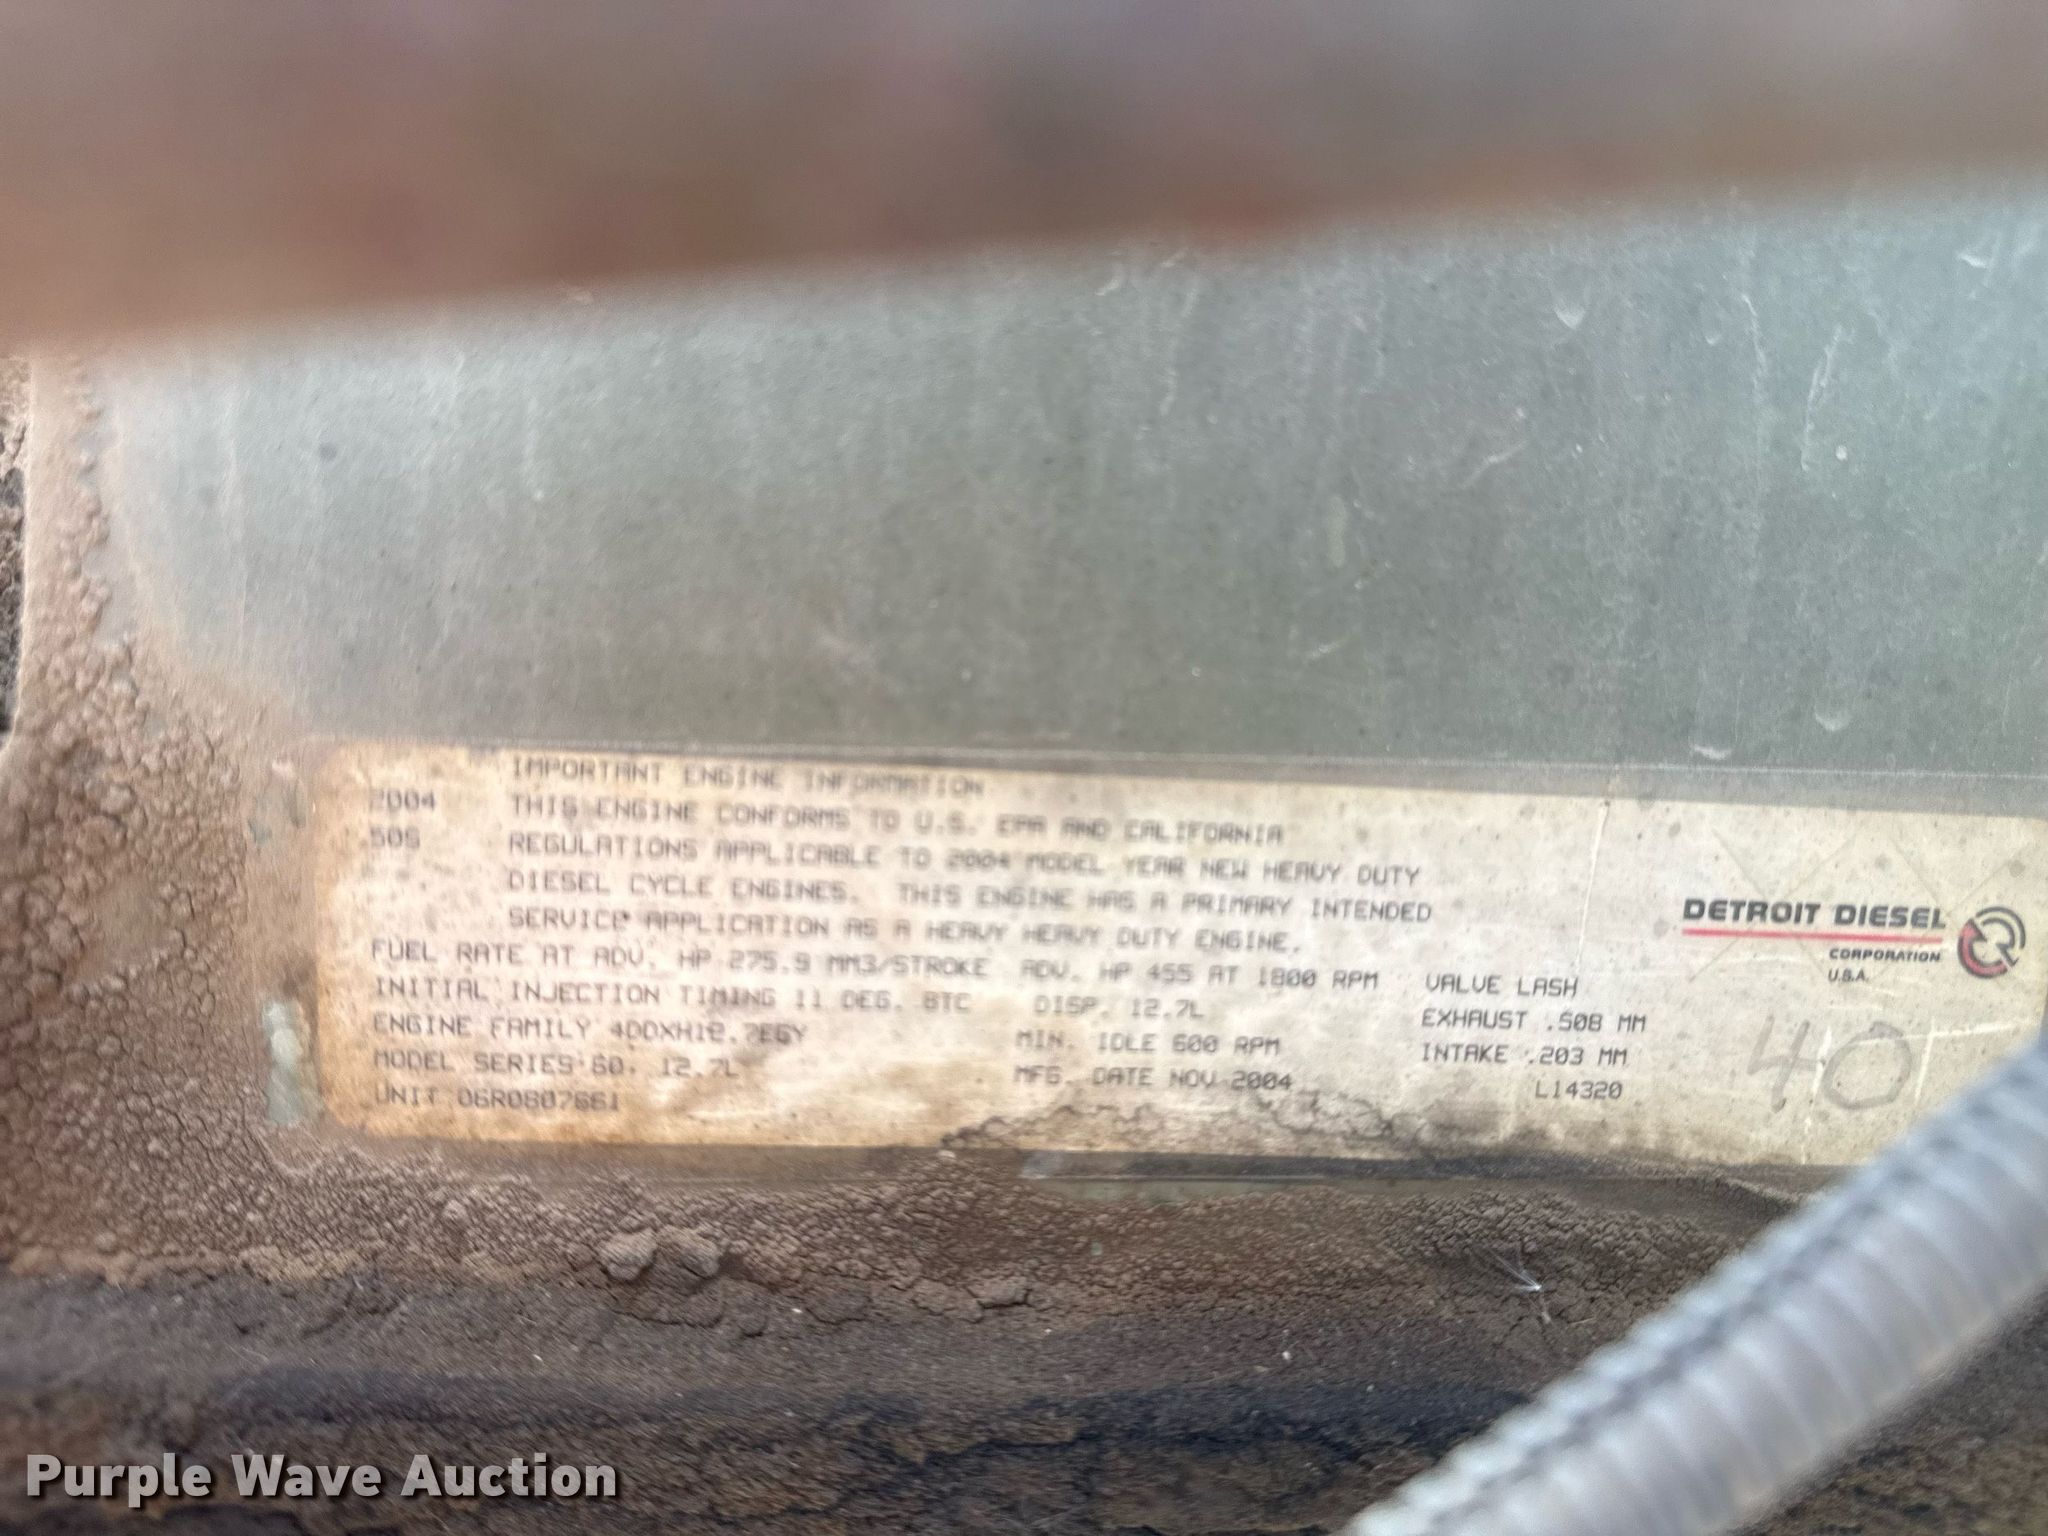 IMPORTANT ENGINE INFORMATION
2004 THIS ENGINE CONFORMS TO U.S. EPA AND CALIFORNIA
50S REGULATIONS APPLICABLE TO 2004 MODEL YEAR NEW HEAVY DUTY
DIESEL CYCLE ENGINES. THIS ENGINE HAS A PRIMARY INTENDED
SERVICE APPLICATION AS A HEAVY HEAVY DUTY ENGINE.
FUEL RATE AT ADV. HP 275.9 MM3/STROKE ADV. HP 455 AT 1800 RPM VALVE LASH
INITIAL INJECTION TIMING 11 DEG. BTC DISP. 12.7L EXHAUST .508 MM
ENGINE FAMILY 4DDXH12.7EGY MIN. IDLE 600 RPM INTAKE .203 MM
MODEL SERIES 60, 12.7L MFG. DATE NOV 2004 L14320
UNIT 06R0807661
DETROIT DIESEL
CORPORATION
U.S.A.
40
Purple Wave Auction